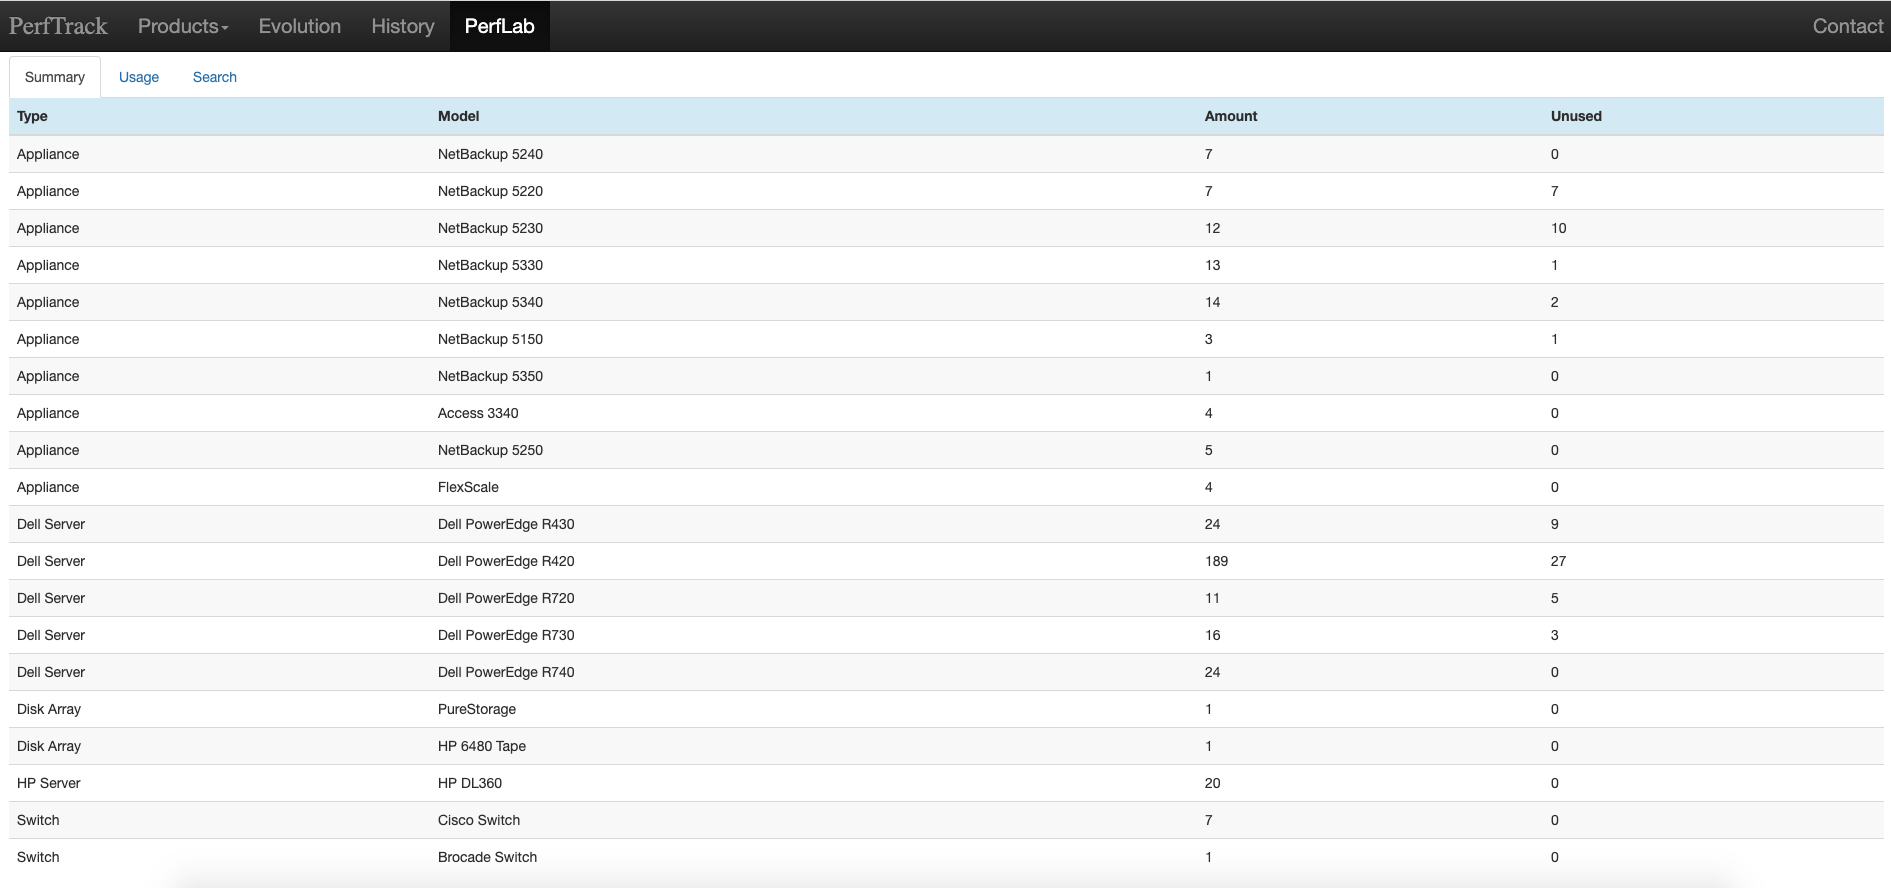 PerfTrack Products Evolution History PerfLab Contact
Summary Usage Search
Type Model Amount Unused
Appliance NetBackup 5240 7 0
Appliance NetBackup 5220 7 7
Appliance NetBackup 5230 12 10
Appliance NetBackup 5330 13 1
Appliance NetBackup 5340 14 2
Appliance NetBackup 5150 3 1
Appliance NetBackup 5350 1 0
Appliance Access 3340 4 0
Appliance NetBackup 5250 5 0
Appliance FlexScale 4 0
Dell Server Dell PowerEdge R430 24 9
Dell Server Dell PowerEdge R420 189 27
Dell Server Dell PowerEdge R720 11 5
Dell Server Dell PowerEdge R730 16 3
Dell Server Dell PowerEdge R740 24 0
Disk Array PureStorage 1 0
Disk Array HP 6480 Tape 1 0
HP Server HP DL360 20 0
Switch Cisco Switch 7 0
Switch Brocade Switch 1 0